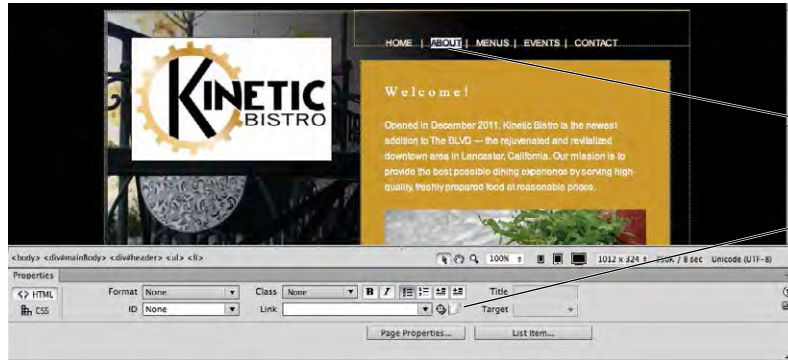 HOME | ABOUT | MENUS | EVENTS | CONTACT
KINETIC
BISTRO
Welcome!
Opened in December 2011, Kinetic Bistro is the newest
addition to The BLVD — the rejuvenated and revitalized
downtown area in Lancaster, California. Our mission is to
provide the best possible dining experience by serving high-
quality, freshly prepared food at reasonable prices.
<body> <div#mainBody> <div#header> <ul> <li> 100% 1012 x 324 / 8 sec Unicode (UTF-8)
Properties
<> HTML Format None Class None B I Title
CSS ID None Link Target
Page Properties... List Item...